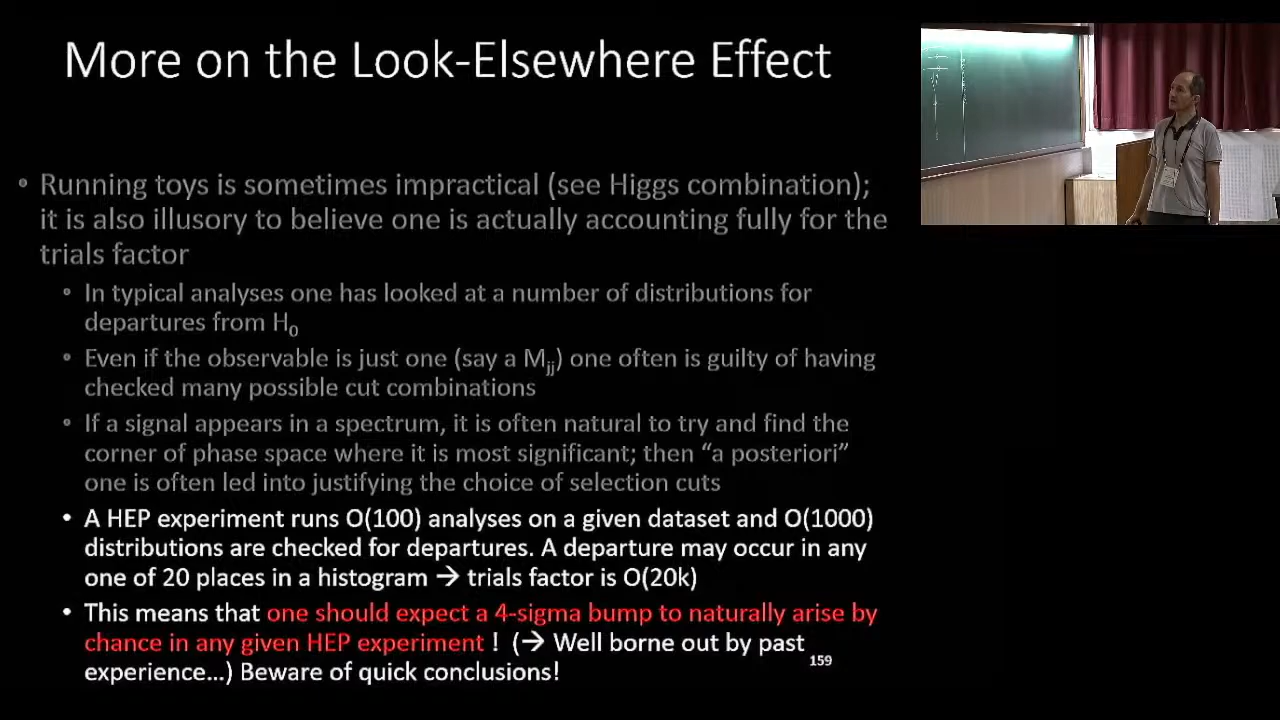 More on the Look-Elsewhere Effect
• Running toys is sometimes impractical (see Higgs combination);
it is also illusory to believe one is actually accounting fully for the
trials factor
• In typical analyses one has looked at a number of distributions for
departures from H0
• Even if the observable is just one (say a Mjj) one often is guilty of having
checked many possible cut combinations
• If a signal appears in a spectrum, it is often natural to try and find the
corner of phase space where it is most significant; then “a posteriori”
one is often led into justifying the choice of selection cuts
• A HEP experiment runs O(100) analyses on a given dataset and O(1000)
distributions are checked for departures. A departure may occur in any
one of 20 places in a histogram → trials factor is O(20k)
• This means that one should expect a 4-sigma bump to naturally arise by
chance in any given HEP experiment ! (→ Well borne out by past
experience…) Beware of quick conclusions!
159